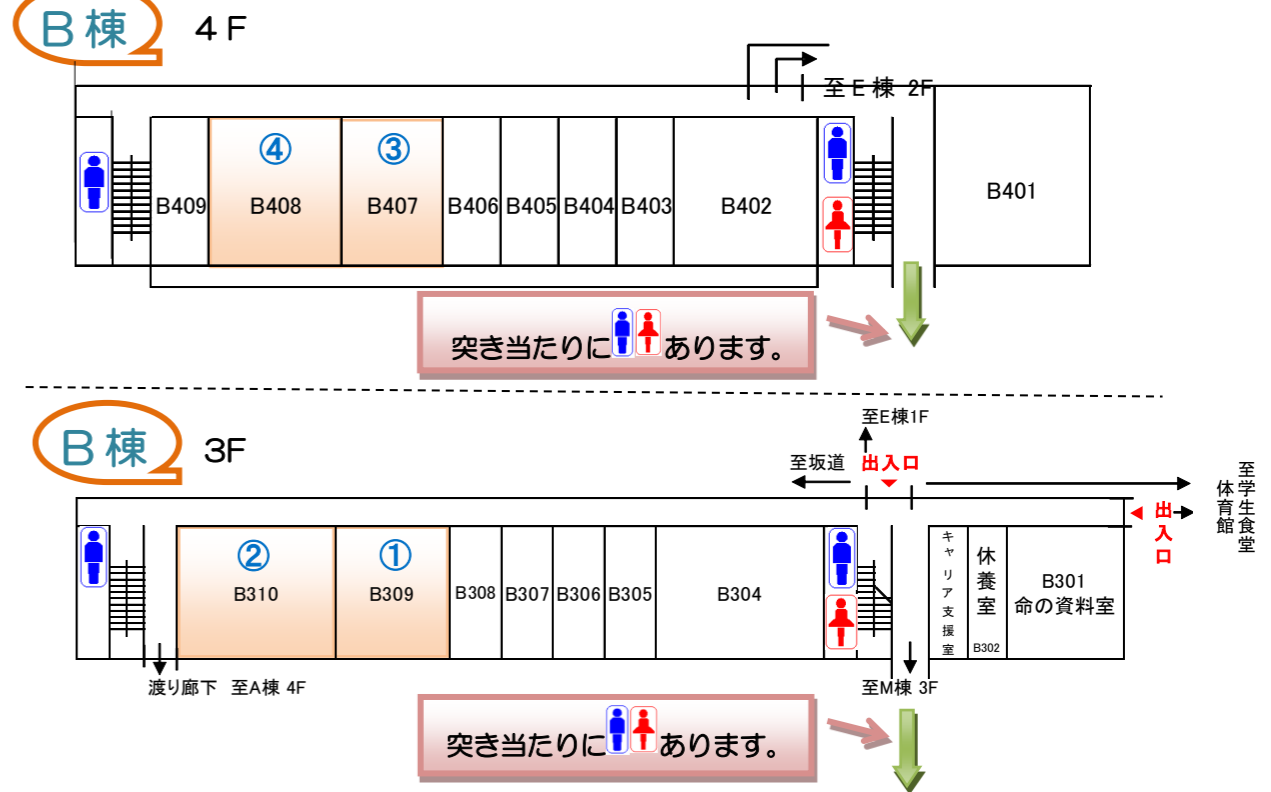 B棟 4F
至E棟 2F
④ ③
B409 B408 B407 B406 B405 B404 B403 B402 B401
突き当たりにあります。
B棟 3F
至E棟1F
至坂道 出入口
至学生食堂
体育館
出入口
② ①
B310 B309 B308 B307 B306 B305 B304
キャリア支援室
休養室
B302
B301
命の資料室
渡り廊下 至A棟 4F
至M棟 3F
突き当たりにあります。